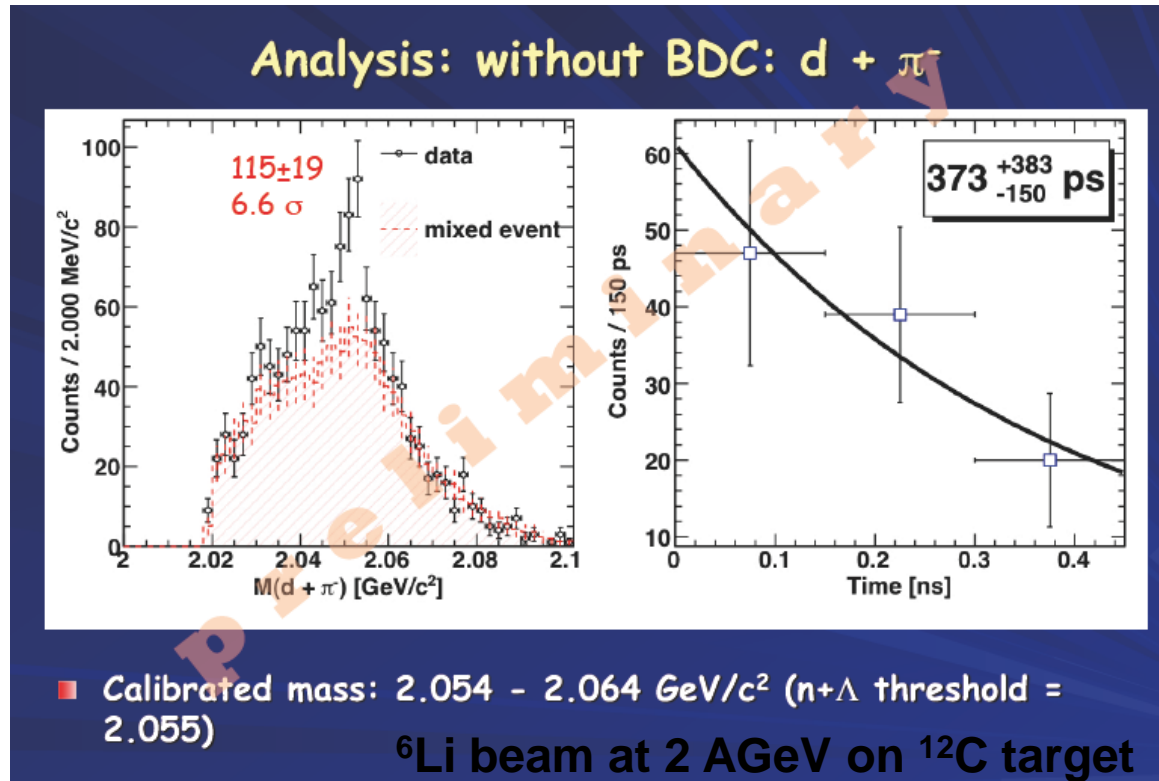 Analysis: without BDC: d + π⁻
115±19
6.6 σ
data
mixed event
Counts / 2.000 MeV/c²
100
80
60
40
20
0
2 2.02 2.04 2.06 2.08 2.1
M(d + π⁻) [GeV/c²]
373 +383 -150 ps
Counts / 150 ps
60
50
40
30
20
10
0 0.1 0.2 0.3 0.4
Time [ns]
preliminary
Calibrated mass: 2.054 - 2.064 GeV/c² (n+Λ threshold =
2.055)
⁶Li beam at 2 AGeV on ¹²C target